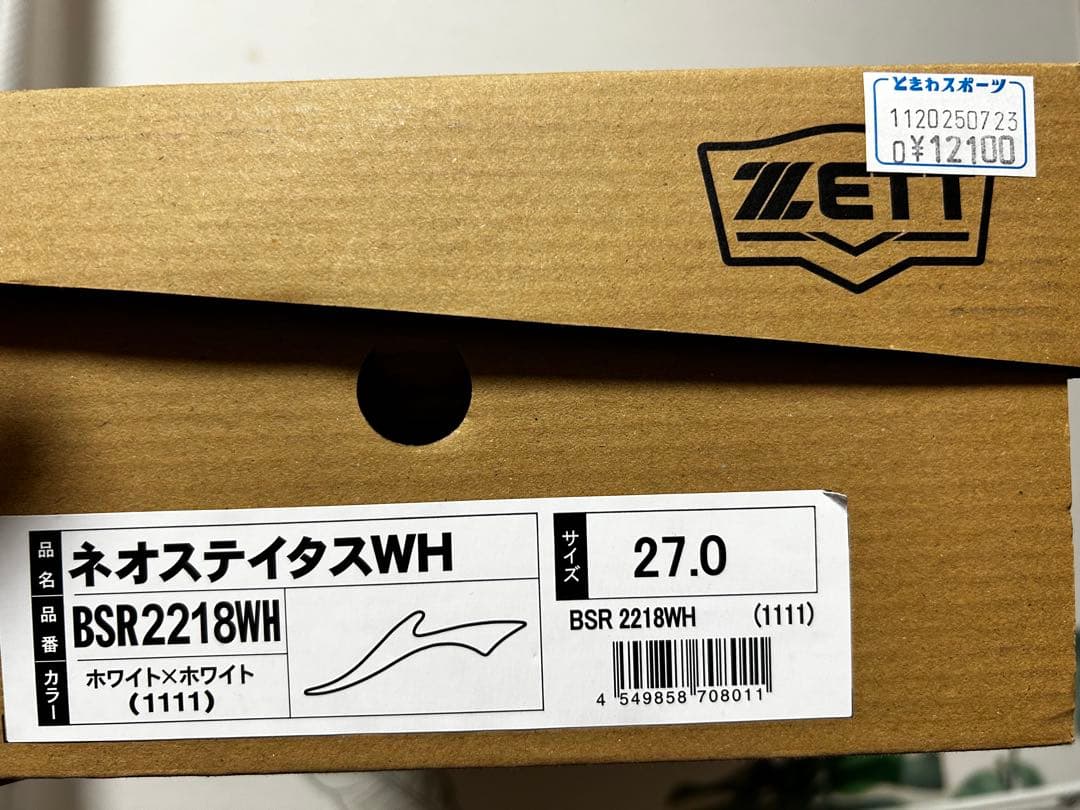 ときわスポーツ
1120250723
0¥12100
ZETT
品名
ネオステイタスWH
品番
BSR2218WH
カラー
ホワイト×ホワイト
(1111)
サイズ
27.0
BSR 2218WH (1111)
4 549858 708011